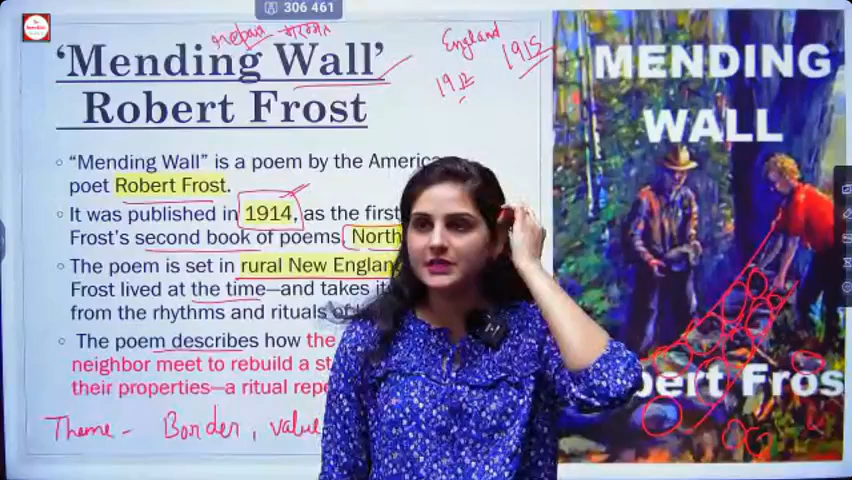 306 461
England
1915
1912
'Mending Wall'
Robert Frost
MENDING
WALL
"Mending Wall" is a poem by the America
poet Robert Frost.
It was published in 1914, as the first
Frost's second book of poems, North
The poem is set in rural New England
Frost lived at the time—and takes it
from the rhythms and rituals of
The poem describes how the
neighbor meet to rebuild a st
their properties—a ritual repe
Theme - Border, value
bert Fros